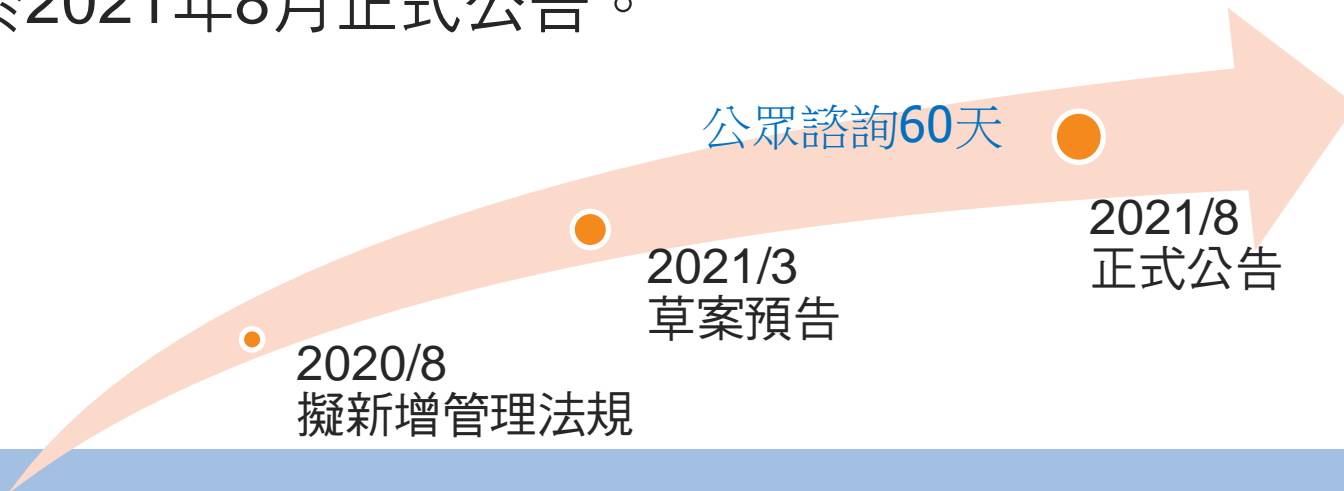 於2021年8月正式公告。
公眾諮詢60天
2021/8
正式公告
2021/3
草案預告
2020/8
擬新增管理法規